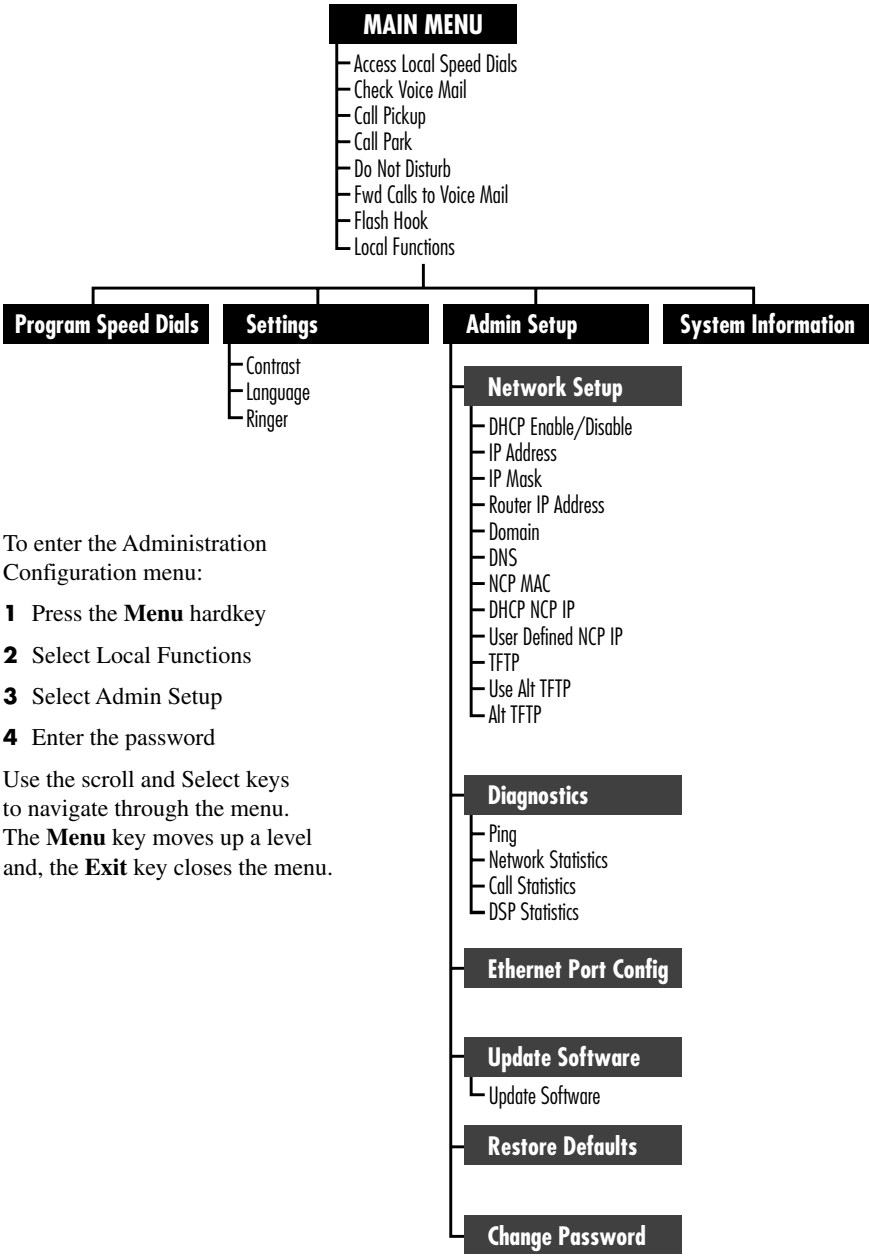 MAIN MENU
Access Local Speed Dials
Check Voice Mail
Call Pickup
Call Park
Do Not Disturb
Fwd Calls to Voice Mail
Flash Hook
Local Functions
Program Speed Dials
Settings
Contrast
Language
Ringer
Admin Setup
Network Setup
DHCP Enable/Disable
IP Address
IP Mask
Router IP Address
Domain
DNS
NCP MAC
DHCP NCP IP
User Defined NCP IP
TFTP
Use Alt TFTP
Alt TFTP
Diagnostics
Ping
Network Statistics
Call Statistics
DSP Statistics
Ethernet Port Config
Update Software
Update Software
Restore Defaults
Change Password
System Information
To enter the Administration
Configuration menu:
1 Press the Menu hardkey
2 Select Local Functions
3 Select Admin Setup
4 Enter the password
Use the scroll and Select keys
to navigate through the menu.
The Menu key moves up a level
and, the Exit key closes the menu.